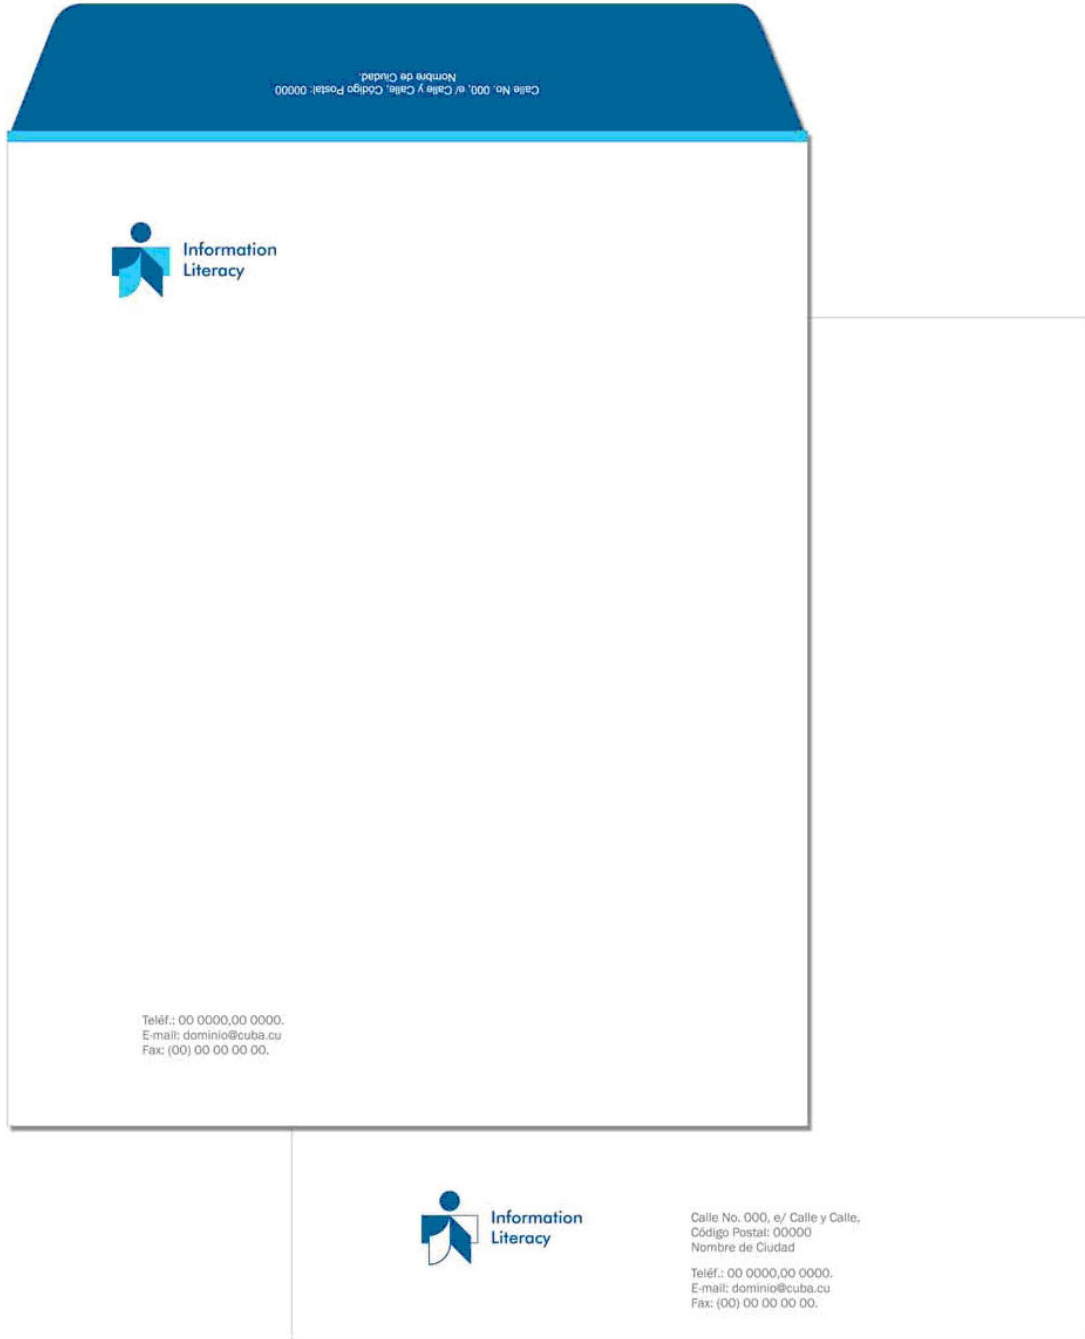 Calle No. 000, e/ Calle y Calle, Código Postal: 00000
Nombre de Ciudad.
Information
Literacy
Teléf.: 00 0000,00 0000.
E-mail: dominio@cuba.cu
Fax: (00) 00 00 00 00.
Information
Literacy
Calle No. 000, e/ Calle y Calle,
Código Postal: 00000
Nombre de Ciudad
Teléf.: 00 0000,00 0000.
E-mail: dominio@cuba.cu
Fax: (00) 00 00 00 00.